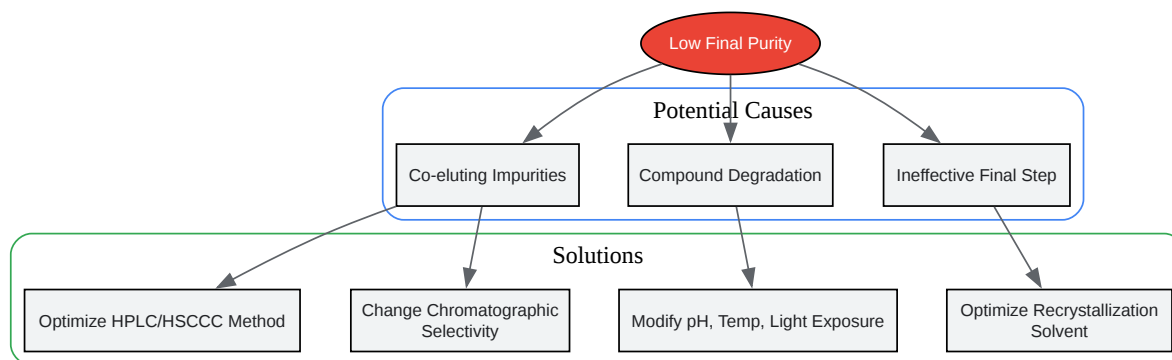 Low Final Purity
Potential Causes
Co-eluting Impurities
Compound Degradation
Ineffective Final Step
Solutions
Optimize HPLC/HSCCC Method
Change Chromatographic
Selectivity
Modify pH, Temp, Light Exposure
Optimize Recrystallization
Solvent